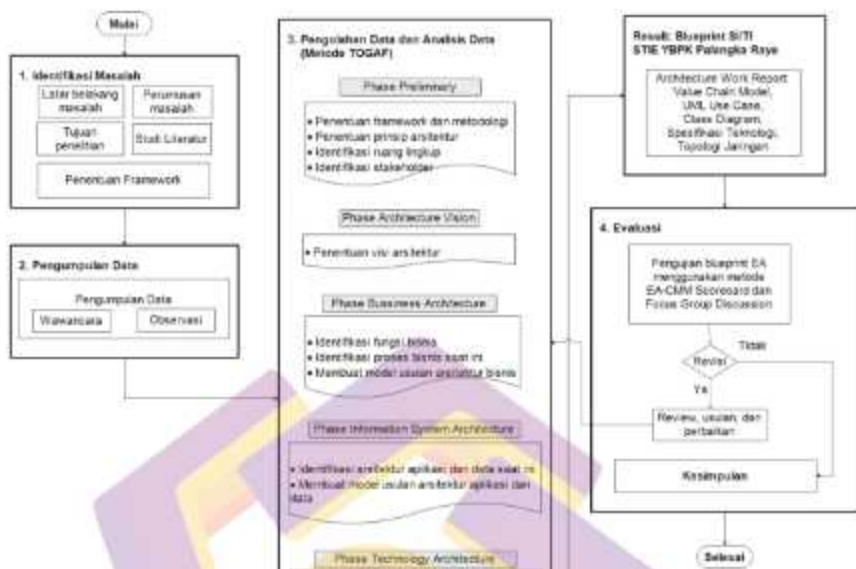 Mulai
1. Identifikasi Masalah
Latar belakang
masalah
Perumusan
masalah
Tujuan
penelitian
Studi Literatur
Penentuan Framework
2. Pengumpulan Data
Pengumpulan Data
Wawancara
Observasi
3. Pengolahan Data dan Analisis Data
(Metode TOGAF)
Phase Preliminary
• Penentuan framework dan metodologi
• Penentuan prinsip arsitektur
• Identifikasi ruang lingkup
• Identifikasi stakeholder
Phase Architecture Vision
• Penentuan visi arsitektur
Phase Bussiness Architecture
• Identifikasi fungsi bisnis
• Identifikasi proses bisnis saat ini
• Membuat model usulan arsitektur bisnis
Phase Information System Architecture
• Identifikasi arsitektur aplikasi dan data saat ini
• Membuat model usulan arsitektur aplikasi dan
data
Phase Technology Architecture
Result: Blueprint SI/TI
STIE YBPK Palangka Raya
Architecture Work Report
Value Chain Model,
UML Use Case,
Class Diagram,
Spesifikasi Teknologi,
Topologi Jaringan
4. Evaluasi
Pengujian blueprint EA
menggunakan metode
EA-CMM Scorecard dan
Focus Group Discussion
Tidak
Revisi
Ya
Review, usulan, dan
perbaikan
Kesimpulan
Selesai